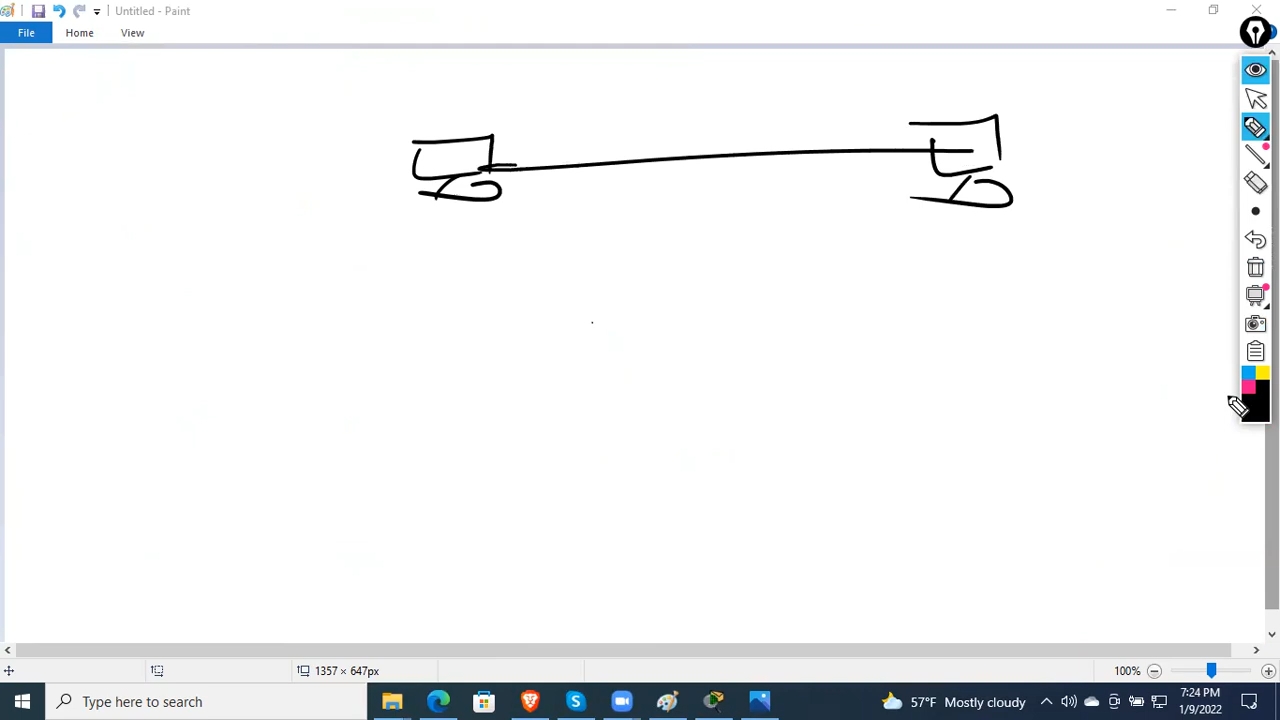 Untitled - Paint
File Home View
1357 × 647px
100%
Type here to search
57°F Mostly cloudy
7:24 PM
1/9/2022